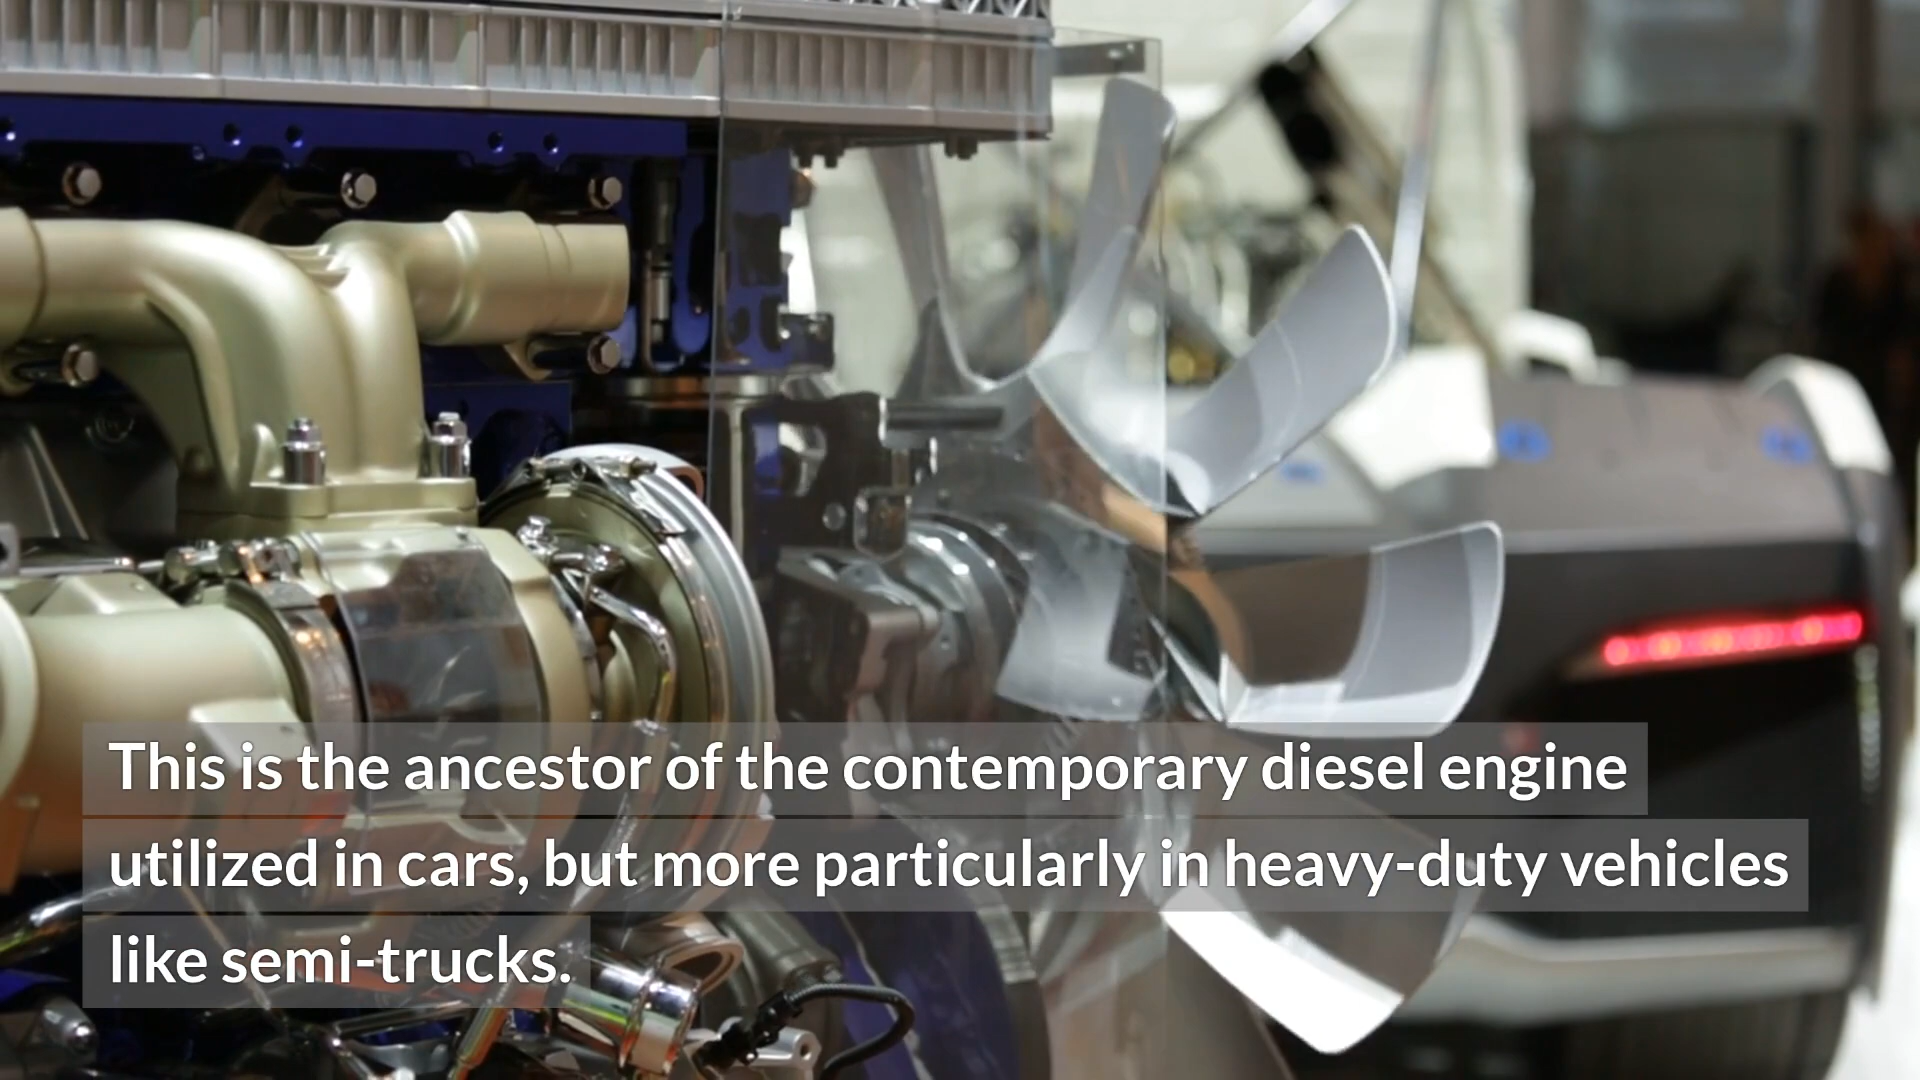 This is the ancestor of the contemporary diesel engine
utilized in cars, but more particularly in heavy-duty vehicles
like semi-trucks.